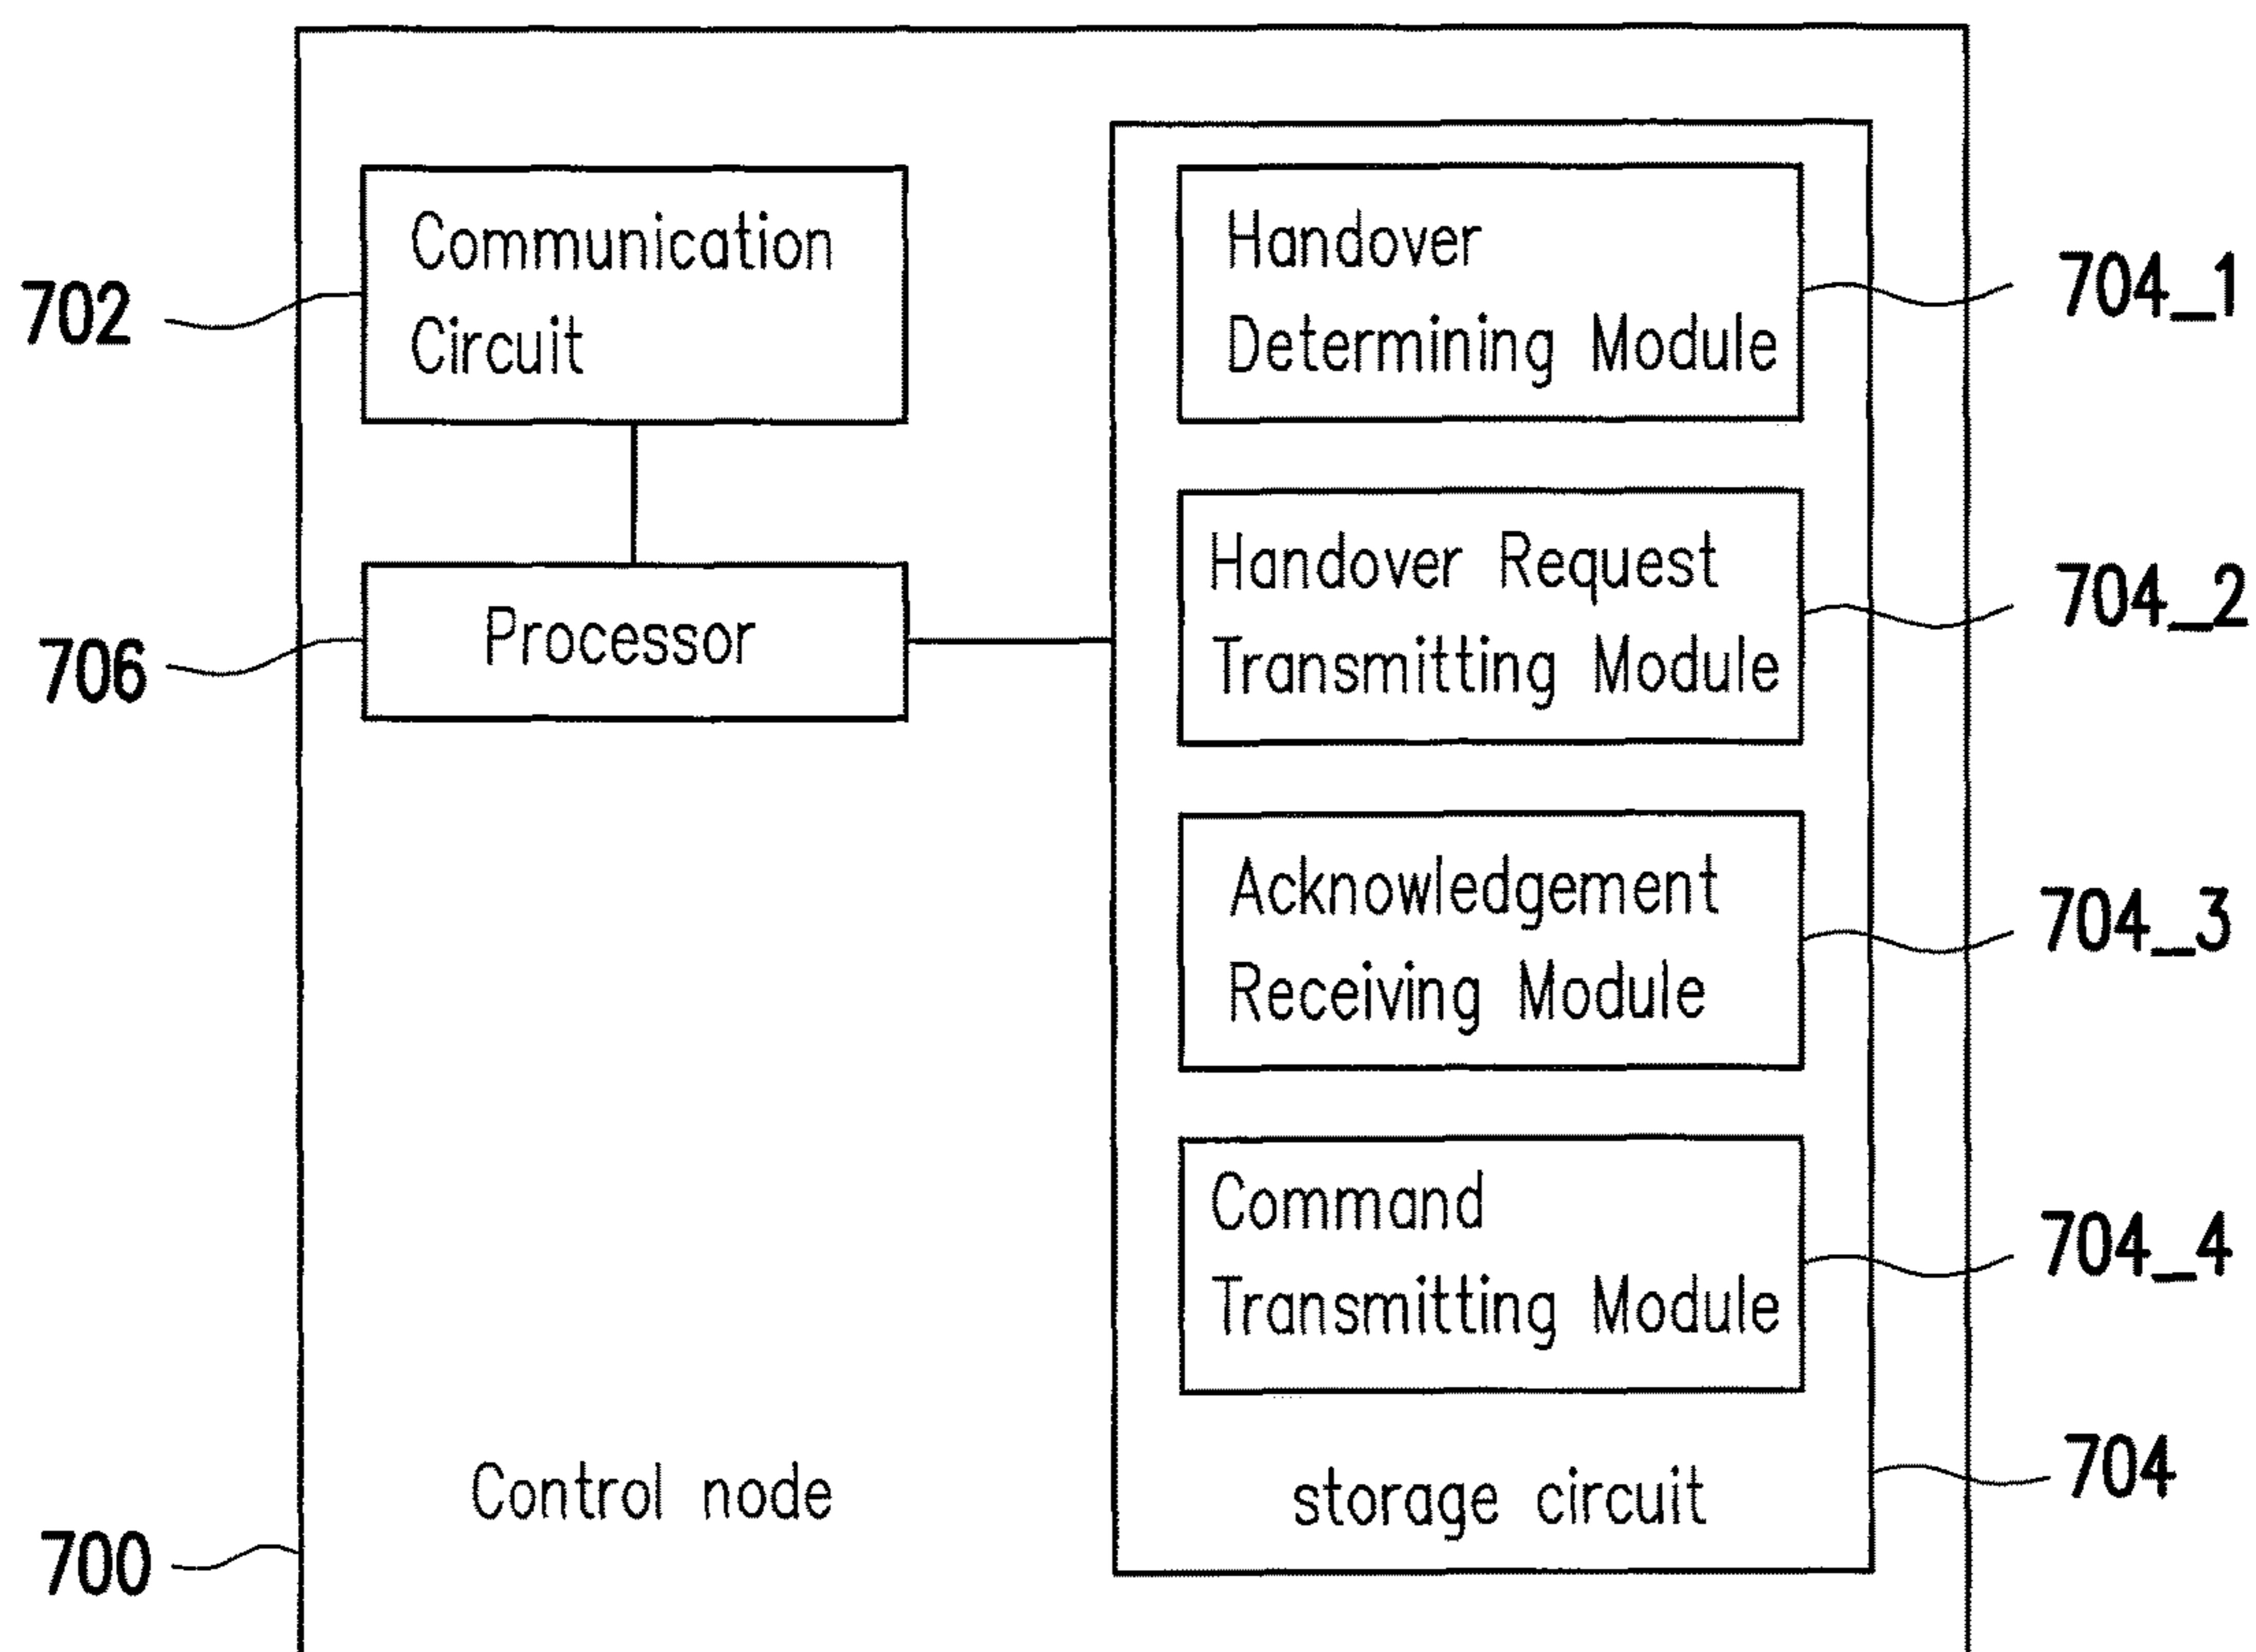 Communication
Circuit
702
Processor
706
Handover
Determining Module
704_1
Handover Request
Transmitting Module
704_2
Acknowledgement
Receiving Module
704_3
Command
Transmitting Module
704_4
storage circuit
704
Control node
700